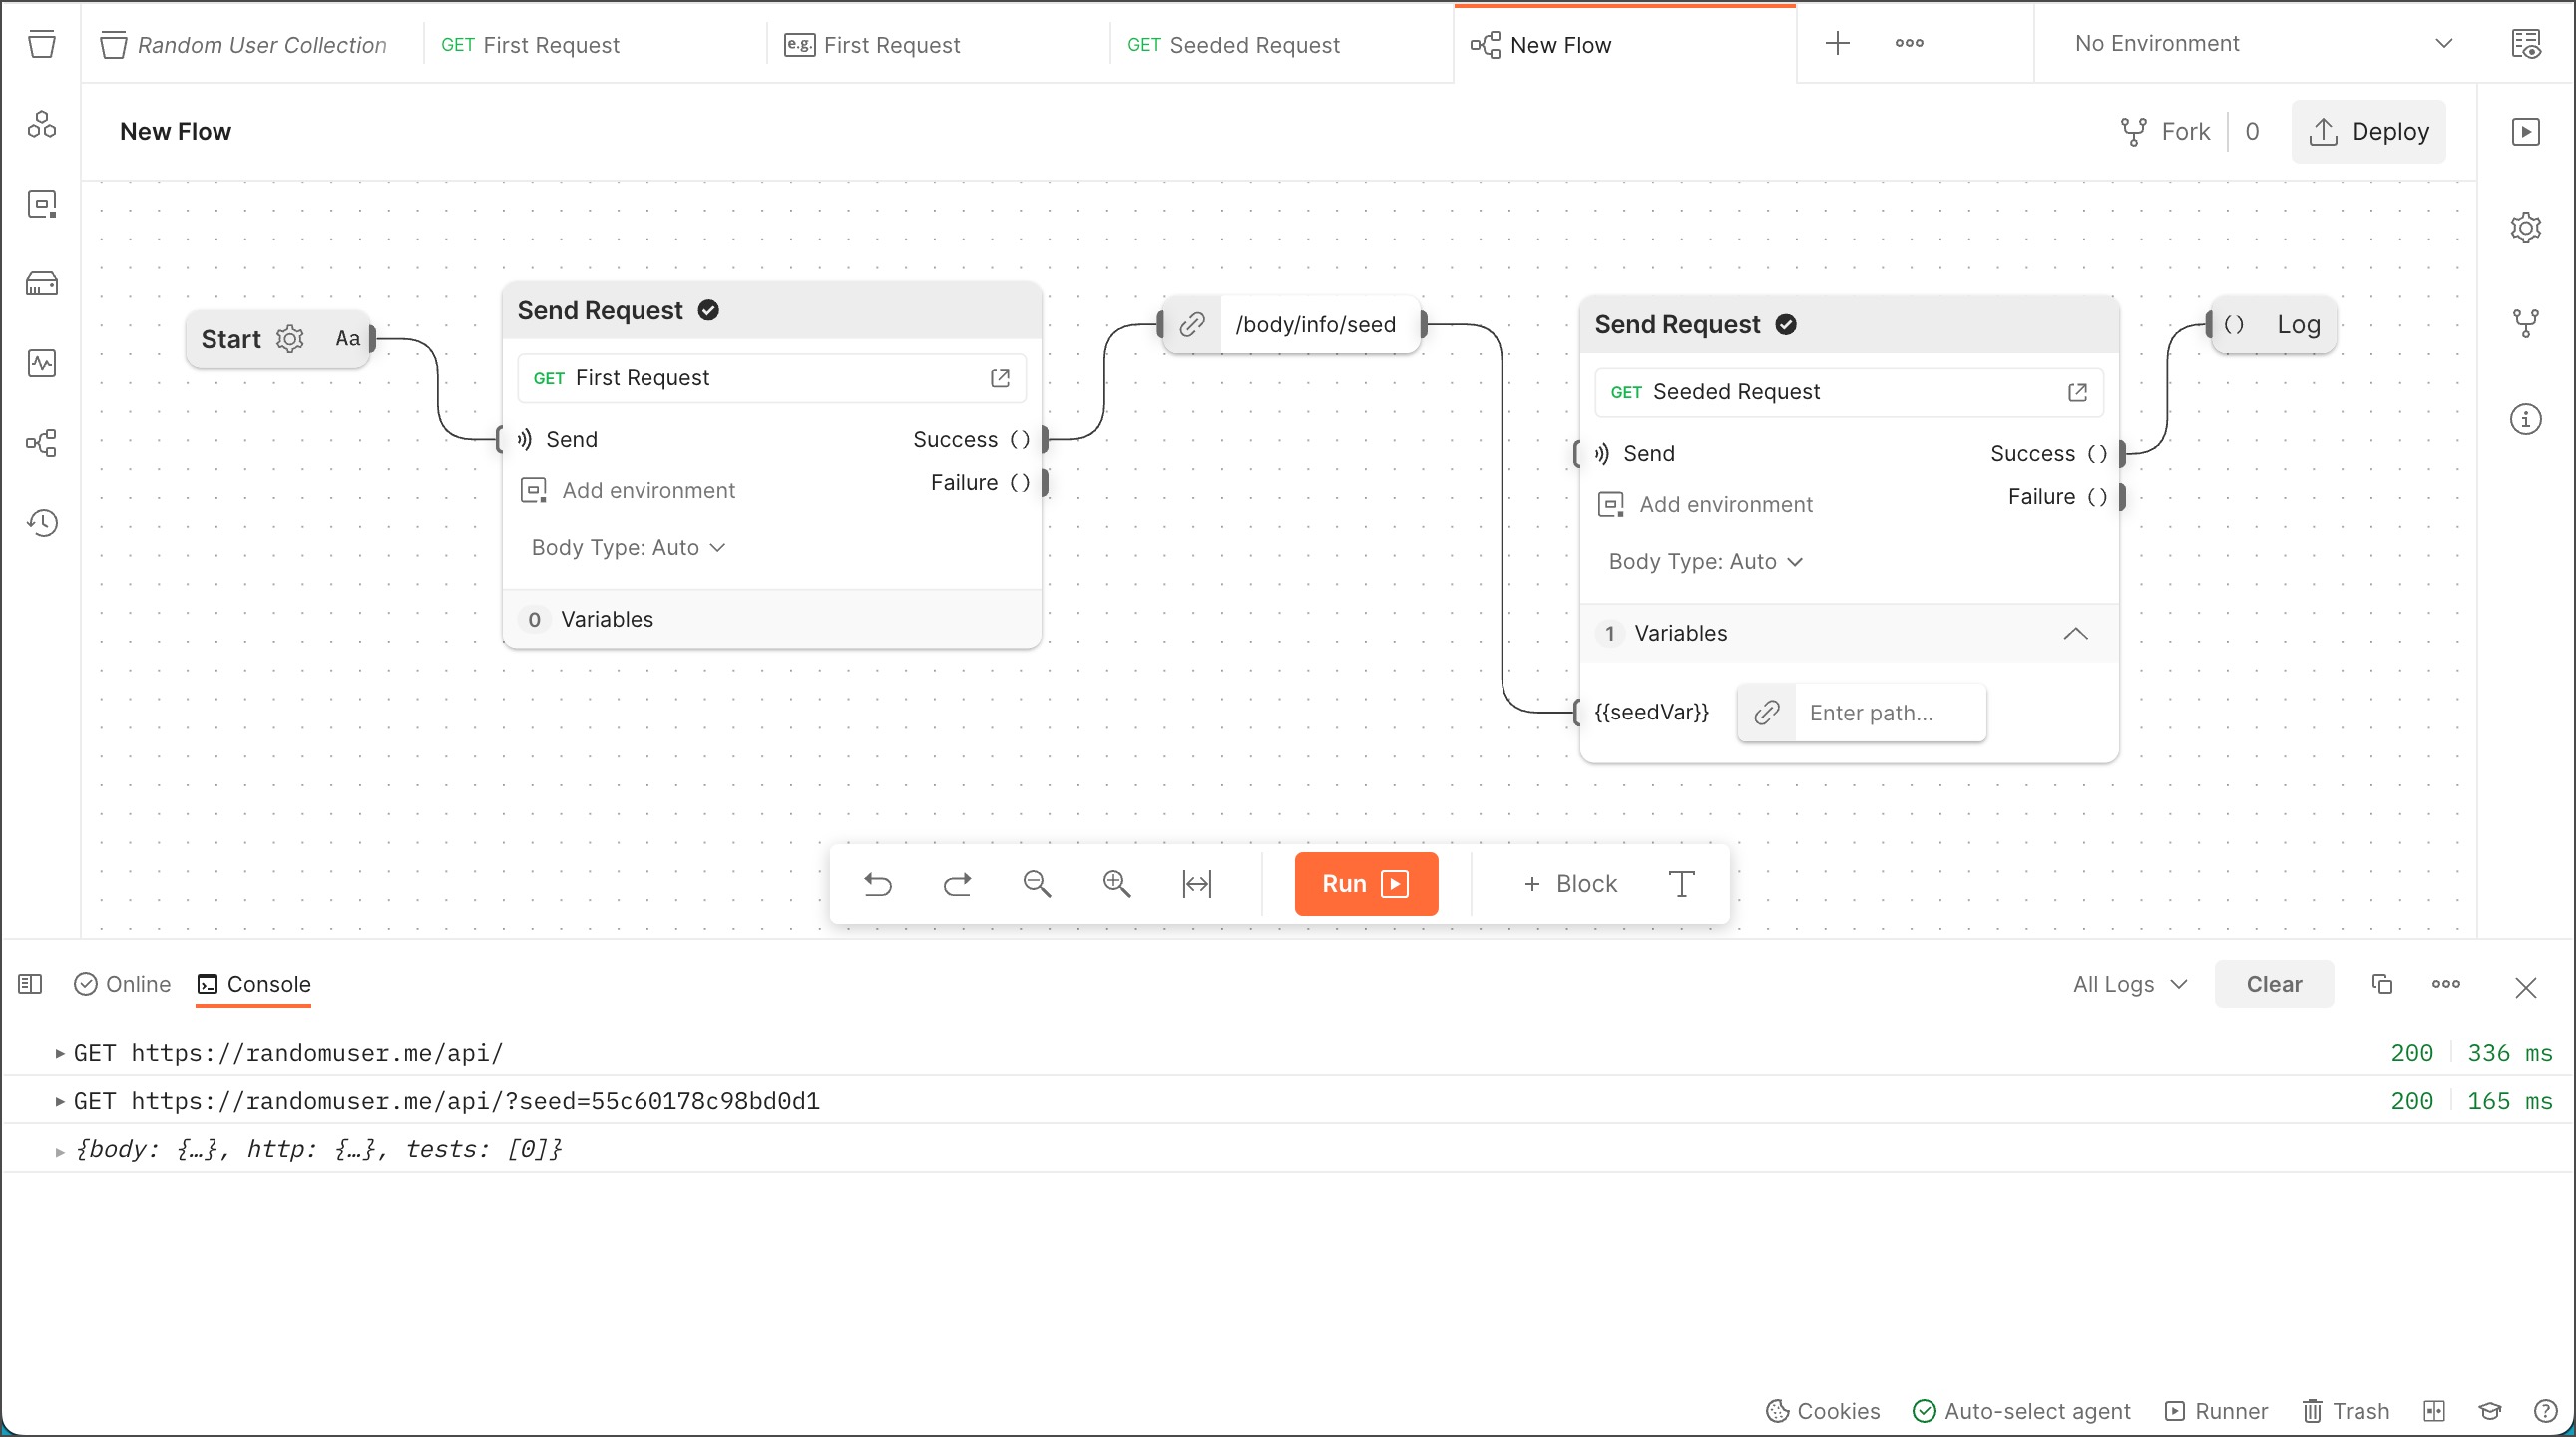 Random User Collection
GET First Request
e.g. First Request
GET Seeded Request
New Flow
No Environment
New Flow
Fork 0
Deploy
Start Aa
Send Request
GET First Request
Send
Success ()
Failure ()
Add environment
Body Type: Auto
0 Variables
/body/info/seed
Send Request
GET Seeded Request
Send
Success ()
Failure ()
Add environment
Body Type: Auto
1 Variables
{{seedVar}} Enter path...
() Log
Run
+ Block
T
Online
Console
All Logs
Clear
GET https://randomuser.me/api/ 200 336 ms
GET https://randomuser.me/api/?seed=55c60178c98bd0d1 200 165 ms
{body: {…}, http: {…}, tests: [0]}
Cookies
Auto-select agent
Runner
Trash